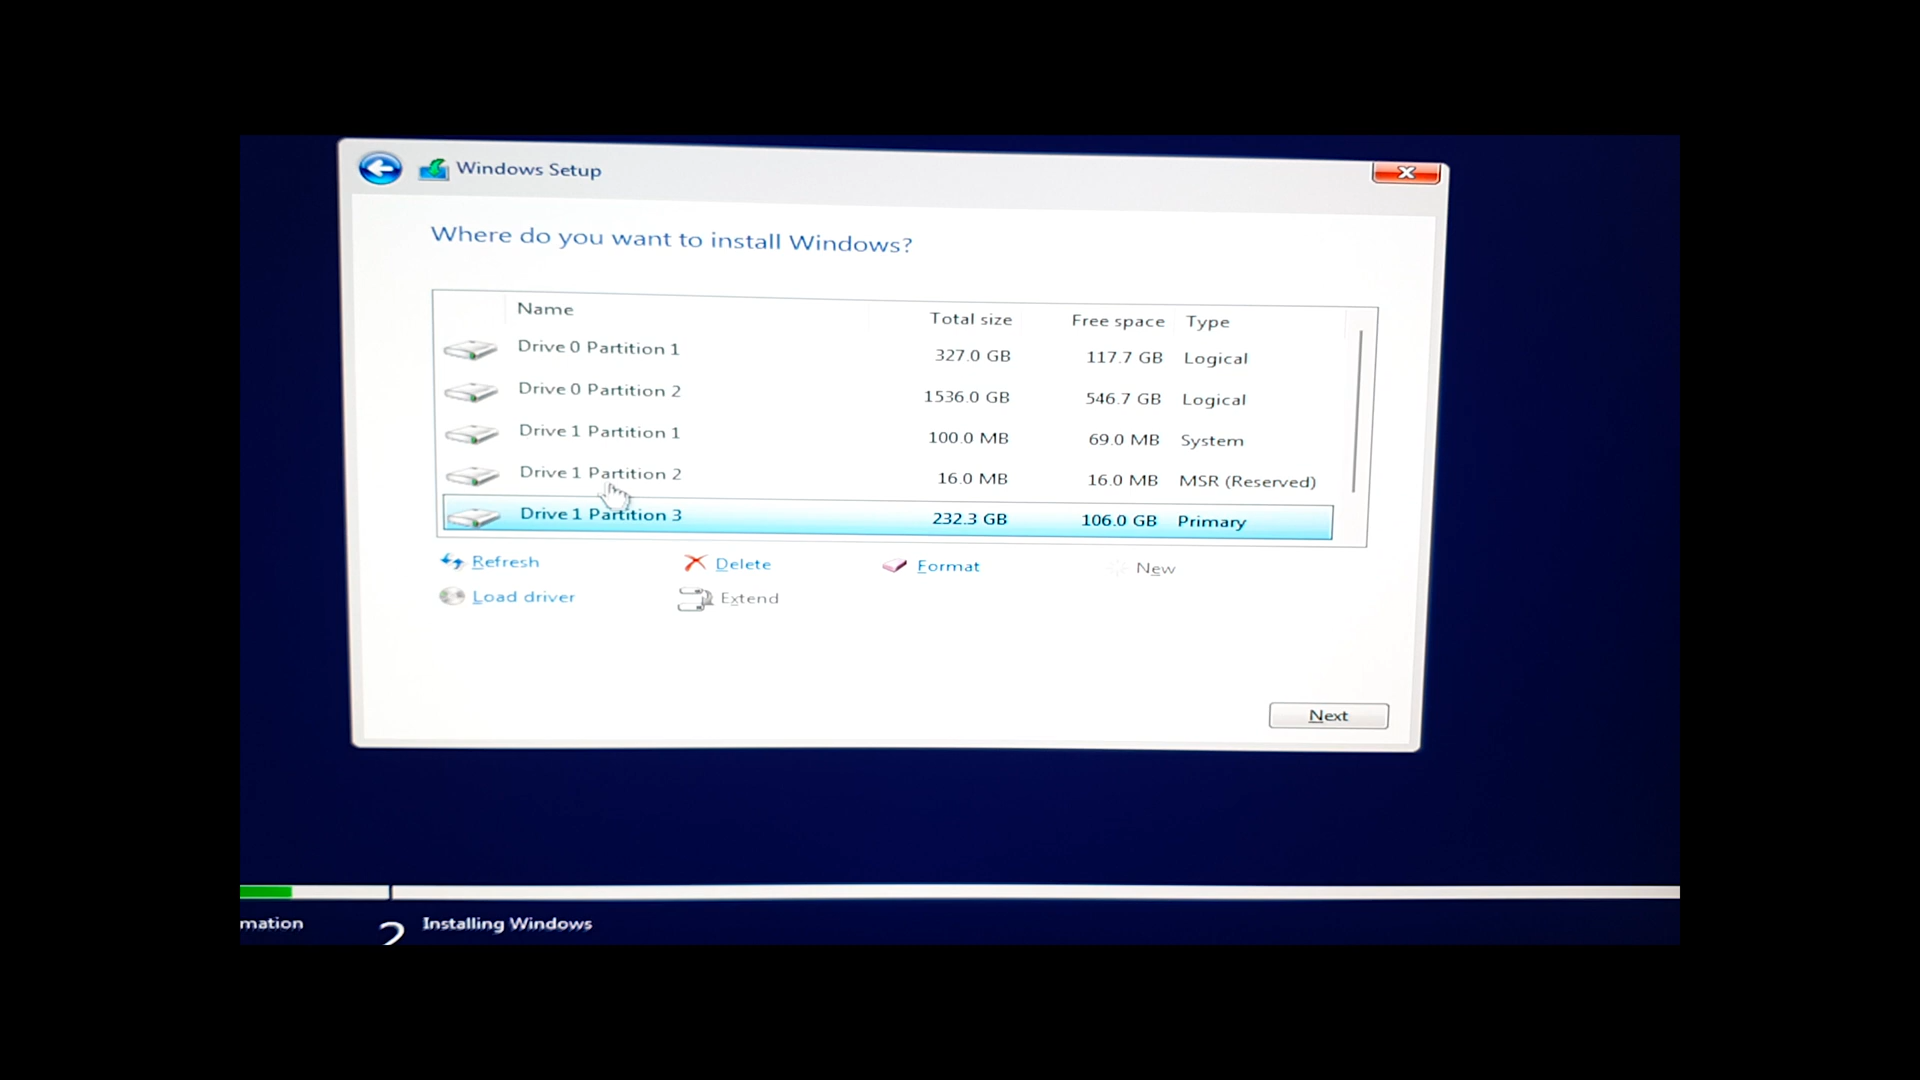 Windows Setup
Where do you want to install Windows?
Name Total size Free space Type
Drive 0 Partition 1 327.0 GB 117.7 GB Logical
Drive 0 Partition 2 1536.0 GB 546.7 GB Logical
Drive 1 Partition 1 100.0 MB 69.0 MB System
Drive 1 Partition 2 16.0 MB 16.0 MB MSR (Reserved)
Drive 1 Partition 3 232.3 GB 106.0 GB Primary
Refresh Delete Format New
Load driver Extend
Next
mation 2 Installing Windows